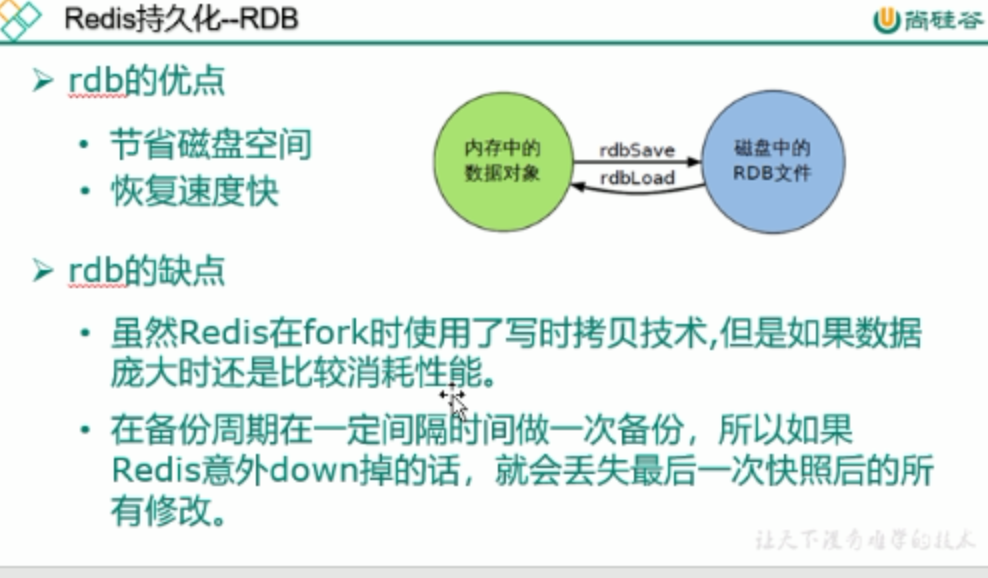 Redis持久化--RDB
尚硅谷
rdb的优点
节省磁盘空间
恢复速度快
内存中的
数据对象
rdbSave
rdbLoad
磁盘中的
RDB文件
rdb的缺点
虽然Redis在fork时使用了写时拷贝技术,但是如果数据
庞大时还是比较消耗性能。
在备份周期在一定间隔时间做一次备份，所以如果
Redis意外down掉的话，就会丢失最后一次快照后的所
有修改。
让天下没有难学的技术